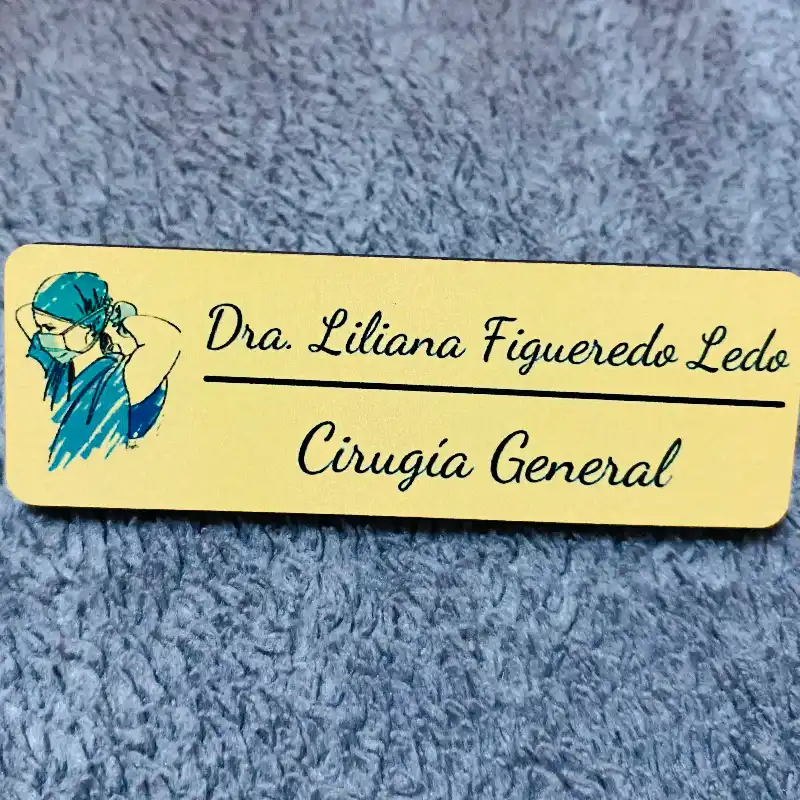 Dra. Liliana Figueredo Ledo
Cirugía General